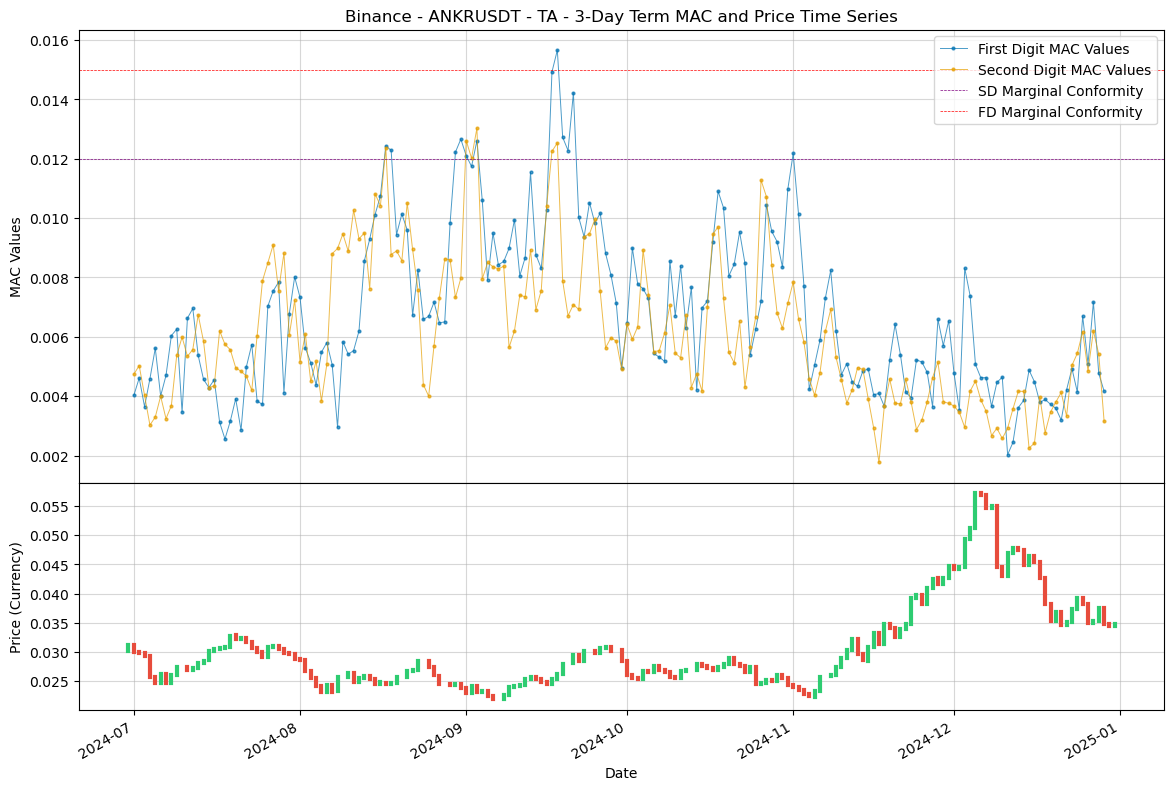 Binance - ANKRUSDT - TA - 3-Day Term MAC and Price Time Series
First Digit MAC Values
Second Digit MAC Values
SD Marginal Conformity
FD Marginal Conformity
MAC Values
0.016
0.014
0.012
0.010
0.008
0.006
0.004
0.002
Price (Currency)
0.055
0.050
0.045
0.040
0.035
0.030
0.025
2024-07
2024-08
2024-09
2024-10
2024-11
2024-12
2025-01
Date